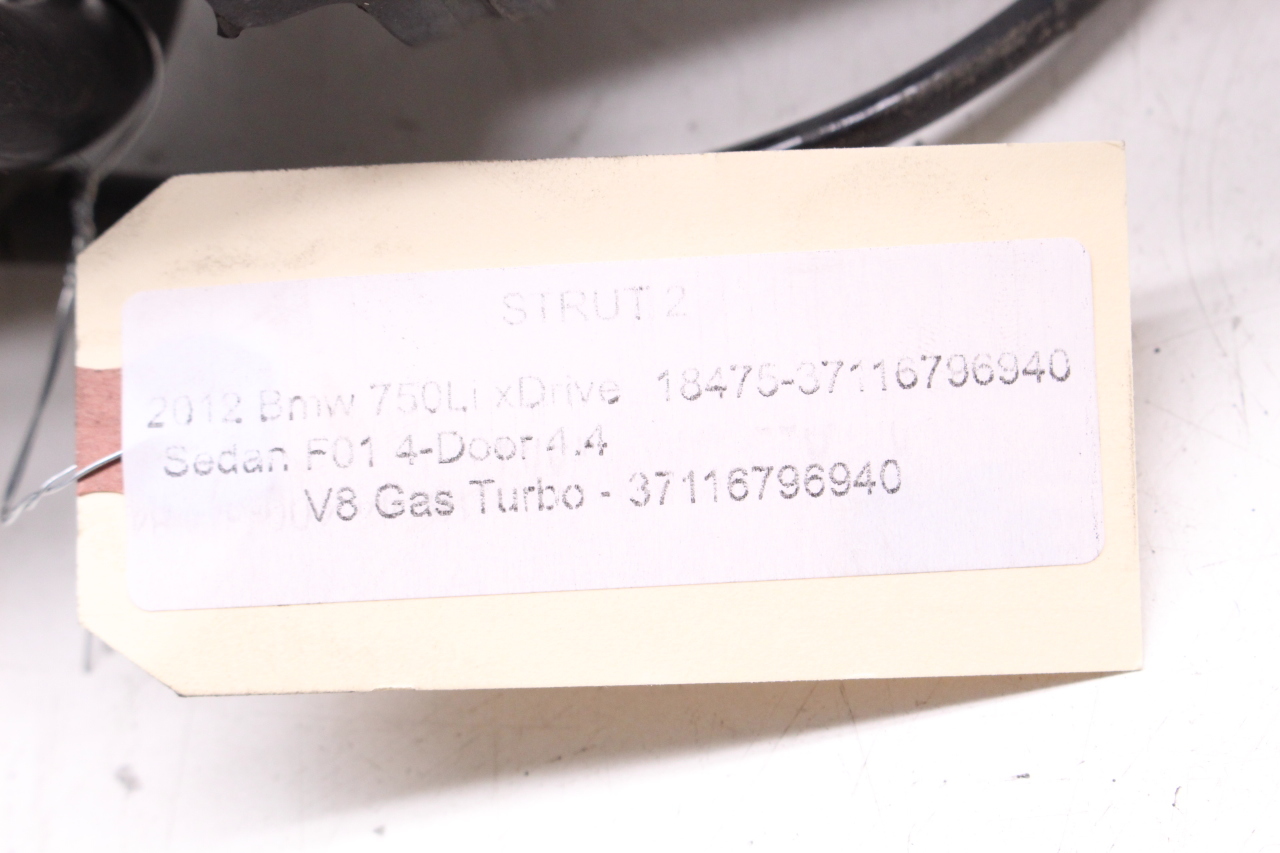 STRUT 2
2012 Bmw 750Li xDrive 18475-37116796940
Sedan F01 4-Door 4.4
V8 Gas Turbo - 37116796940